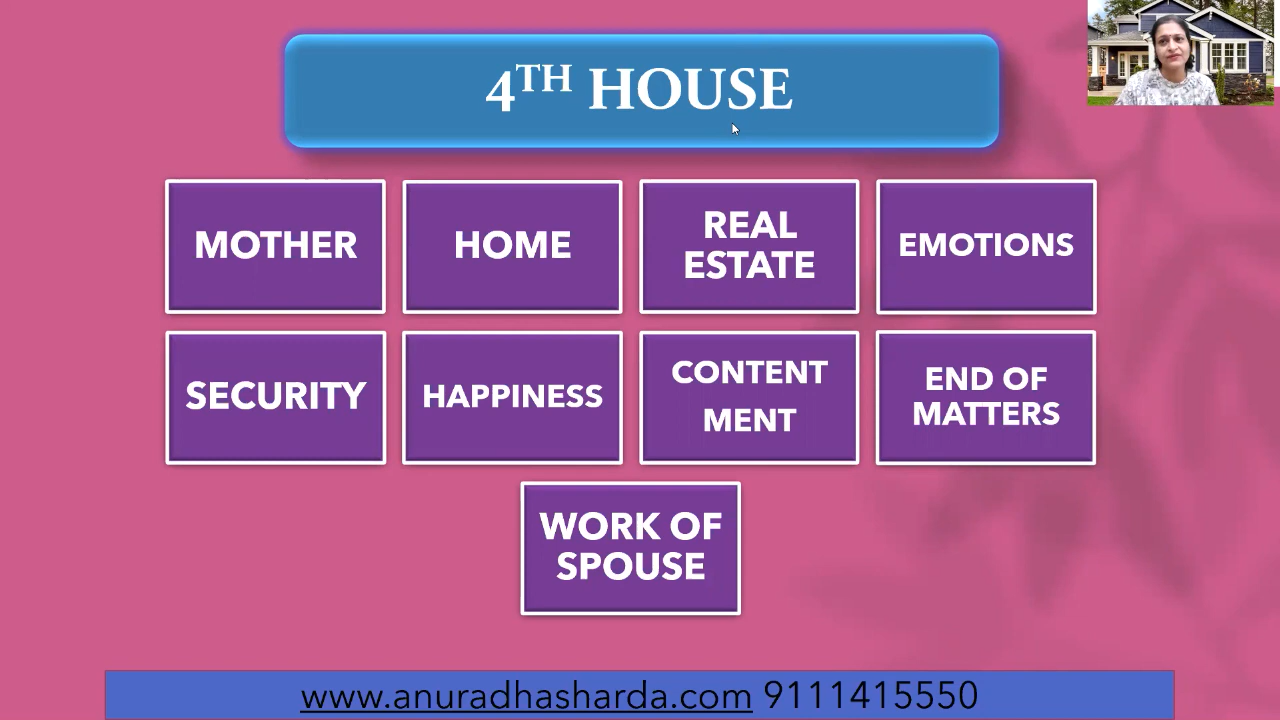 4TH HOUSE
MOTHER
HOME
REAL
ESTATE
EMOTIONS
SECURITY
HAPPINESS
CONTENT
MENT
END OF
MATTERS
WORK OF
SPOUSE
www.anuradhasharda.com 9111415550